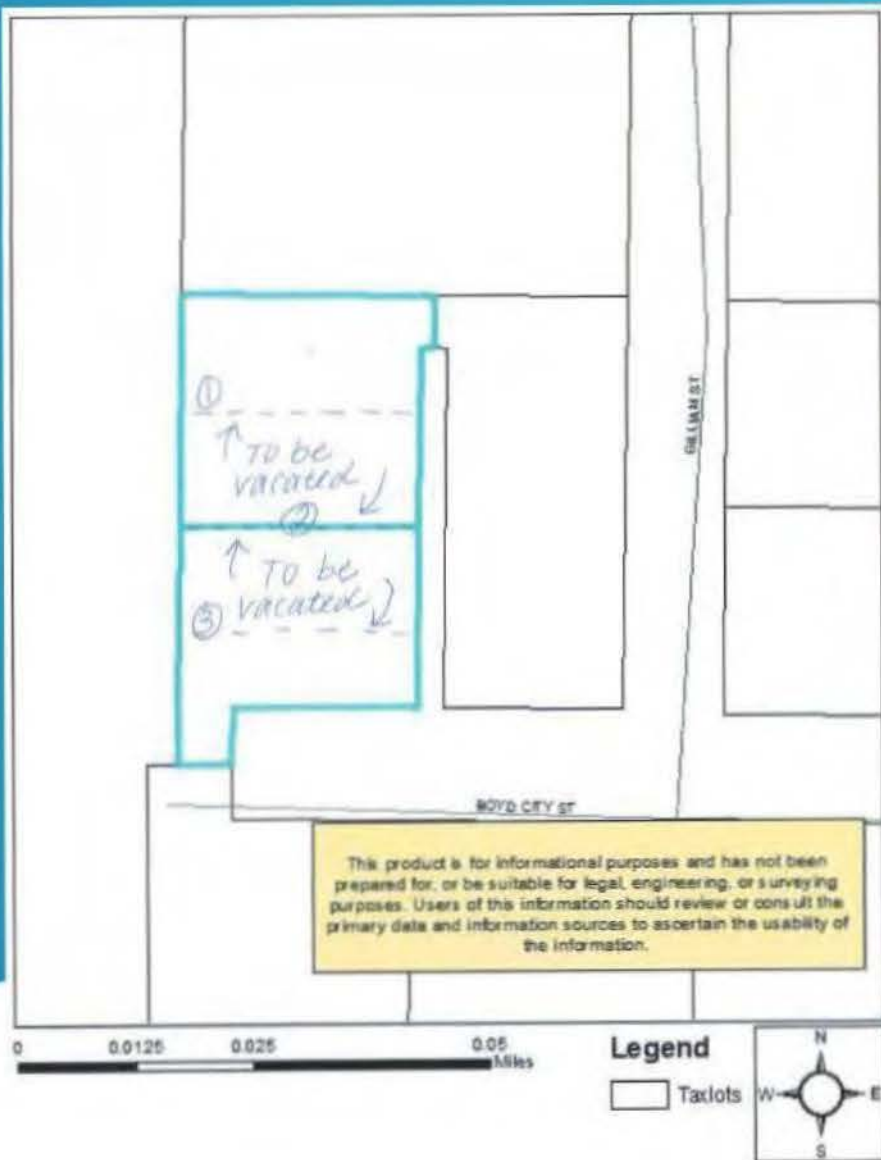 ①
↑ To be
vacated ↓
②
↑ TO be
③ vacated ↓
GILLIAM ST
BOYD CITY ST
This product is for informational purposes and has not been
prepared for, or be suitable for legal, engineering, or surveying
purposes. Users of this information should review or consult the
primary data and information sources to ascertain the usability of
the information.
0 0.0125 0.025 0.05
Miles
Legend
Taxlots
N
W E
S